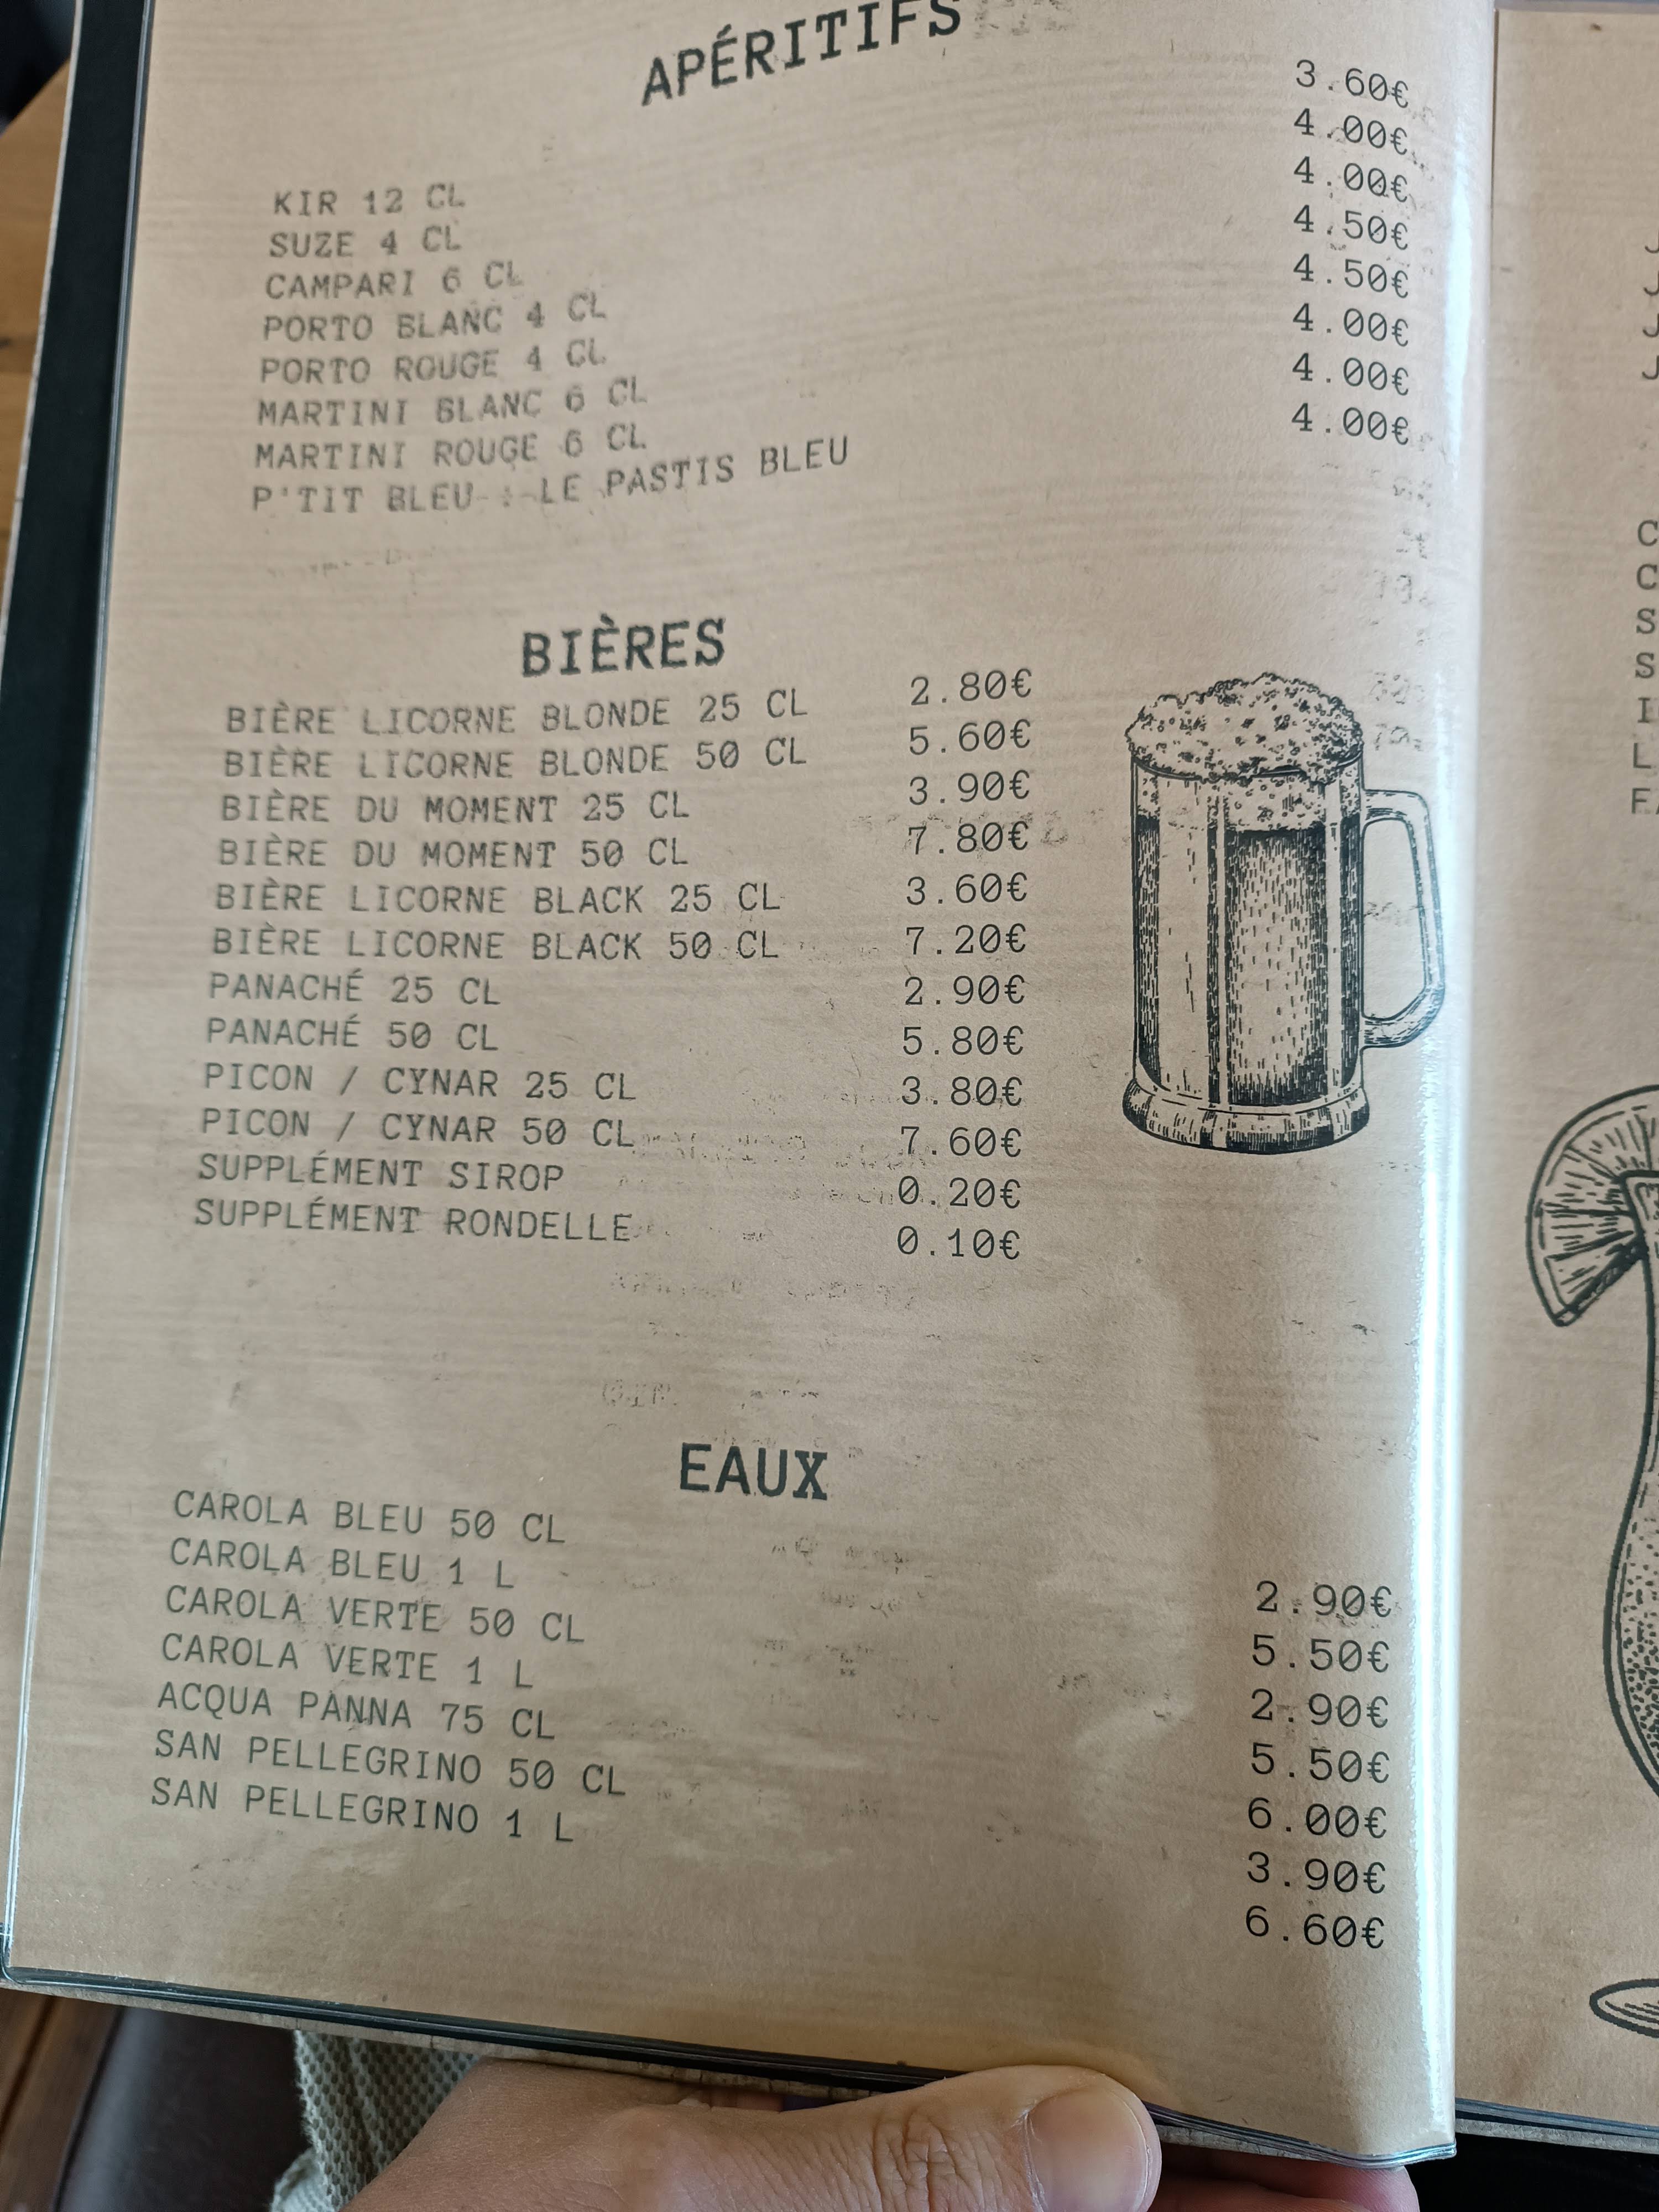 APÉRITIFS
KIR 12 CL 3.60€
SUZE 4 CL 4.00€
CAMPARI 6 CL 4.00€
PORTO BLANC 4 CL 4.50€
PORTO ROUGE 4 CL 4.50€
MARTINI BLANC 6 CL 4.00€
MARTINI ROUGE 6 CL 4.00€
P'TIT BLEU : LE PASTIS BLEU 4.00€
BIÈRES
BIÈRE LICORNE BLONDE 25 CL 2.80€
BIÈRE LICORNE BLONDE 50 CL 5.60€
BIÈRE DU MOMENT 25 CL 3.90€
BIÈRE DU MOMENT 50 CL 7.80€
BIÈRE LICORNE BLACK 25 CL 3.60€
BIÈRE LICORNE BLACK 50 CL 7.20€
PANACHÉ 25 CL 2.90€
PANACHÉ 50 CL 5.80€
PICON / CYNAR 25 CL 3.80€
PICON / CYNAR 50 CL 7.60€
SUPPLÉMENT SIROP 0.20€
SUPPLÉMENT RONDELLE 0.10€
EAUX
CAROLA BLEU 50 CL 2.90€
CAROLA BLEU 1 L 5.50€
CAROLA VERTE 50 CL 2.90€
CAROLA VERTE 1 L 5.50€
ACQUA PANNA 75 CL 6.00€
SAN PELLEGRINO 50 CL 3.90€
SAN PELLEGRINO 1 L 6.60€